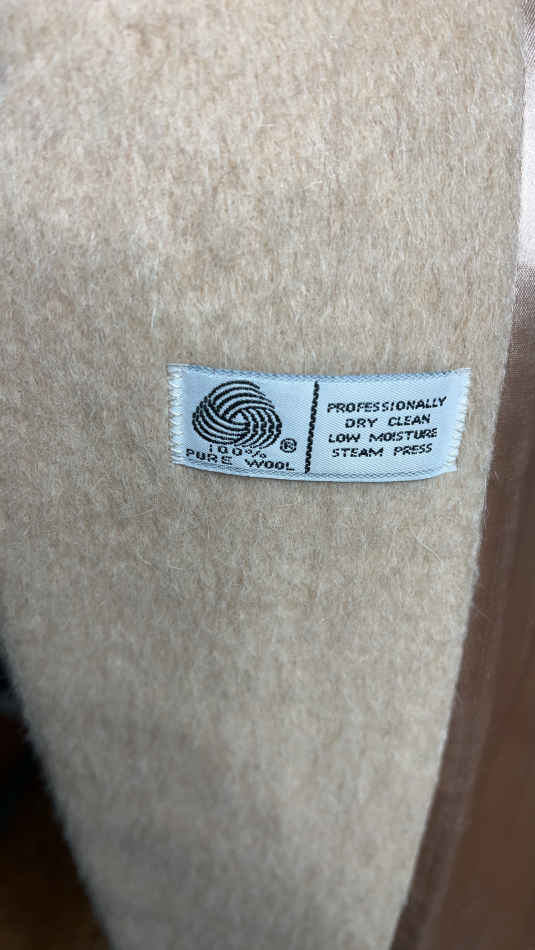 100%
PURE WOOL
®
PROFESSIONALLY
DRY CLEAN
LOW MOISTURE
STEAM PRESS